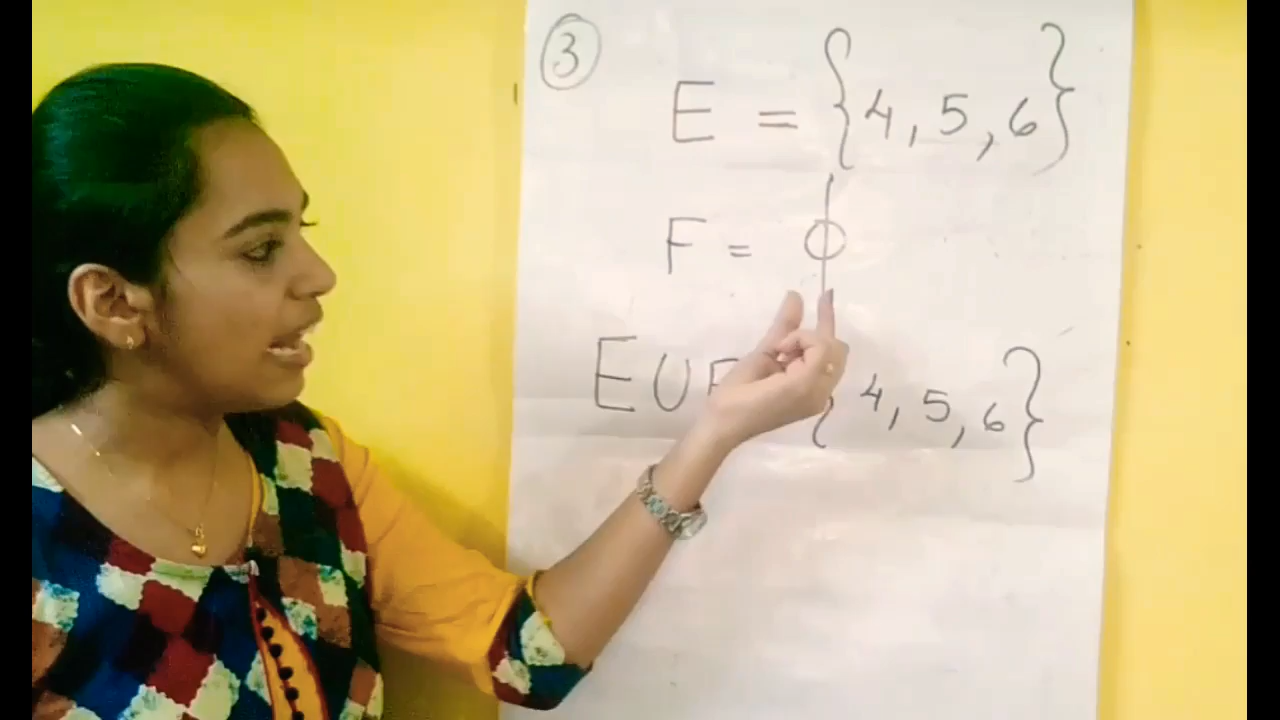 ③
E = {4, 5, 6}
F = Φ
E ∪ F {4, 5, 6}